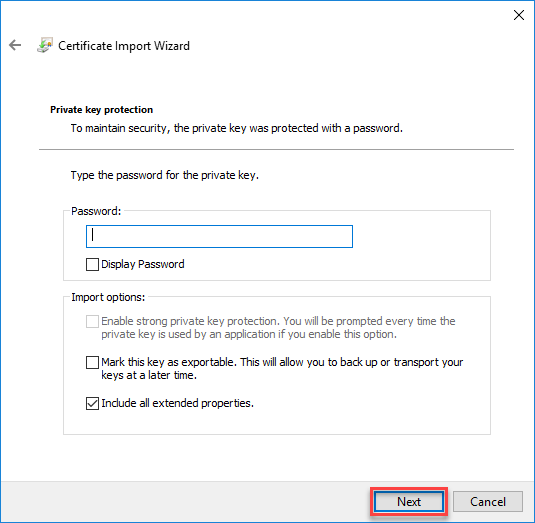 Certificate Import Wizard
Private key protection
To maintain security, the private key was protected with a password.
Type the password for the private key.
Password:
Display Password
Import options:
Enable strong private key protection. You will be prompted every time the
private key is used by an application if you enable this option.
Mark this key as exportable. This will allow you to back up or transport your
keys at a later time.
Include all extended properties.
Next
Cancel